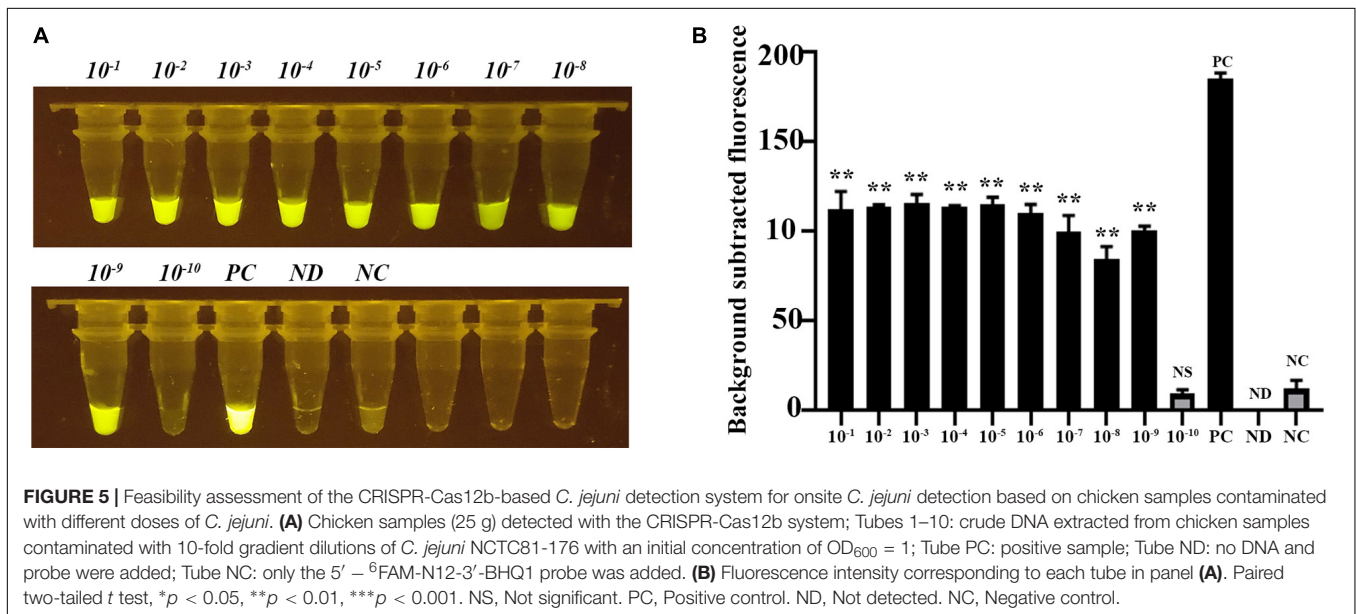 A
10⁻¹ 10⁻² 10⁻³ 10⁻⁴ 10⁻⁵ 10⁻⁶ 10⁻⁷ 10⁻⁸
10⁻⁹ 10⁻¹⁰ PC ND NC
B
Background subtracted fluorescence
200
150
10
50
0
** ** ** ** ** ** ** ** ** NS PC ND NC
10⁻¹ 10⁻² 10⁻³ 10⁻⁴ 10⁻⁵ 10⁻⁶ 10⁻⁷ 10⁻⁸ 10⁻⁹ 10⁻¹⁰ PC ND NC
FIGURE 5 | Feasibility assessment of the CRISPR-Cas12b-based C. jejuni detection system for onsite C. jejuni detection based on chicken samples contaminated
with different doses of C. jejuni. (A) Chicken samples (25 g) detected with the CRISPR-Cas12b system; Tubes 1–10: crude DNA extracted from chicken samples
contaminated with 10-fold gradient dilutions of C. jejuni NCTC81-176 with an initial concentration of OD₆₀₀ = 1; Tube PC: positive sample; Tube ND: no DNA and
probe were added; Tube NC: only the 5′ − ⁶FAM-N12-3′-BHQ1 probe was added. (B) Fluorescence intensity corresponding to each tube in panel (A). Paired
two-tailed t test, *p < 0.05, **p < 0.01, ***p < 0.001. NS, Not significant. PC, Positive control. ND, Not detected. NC, Negative control.